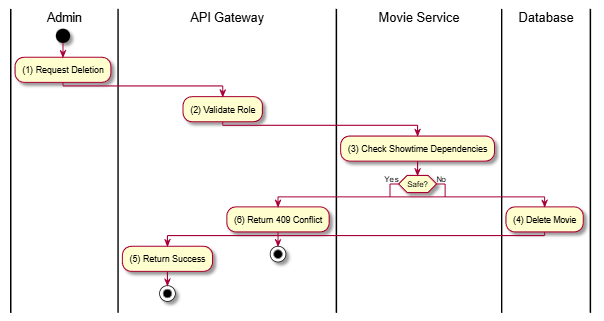 Admin
API Gateway
Movie Service
Database
(1) Request Deletion
(2) Validate Role
(3) Check Showtime Dependencies
Yes
Safe?
No
(6) Return 409 Conflict
(4) Delete Movie
(5) Return Success